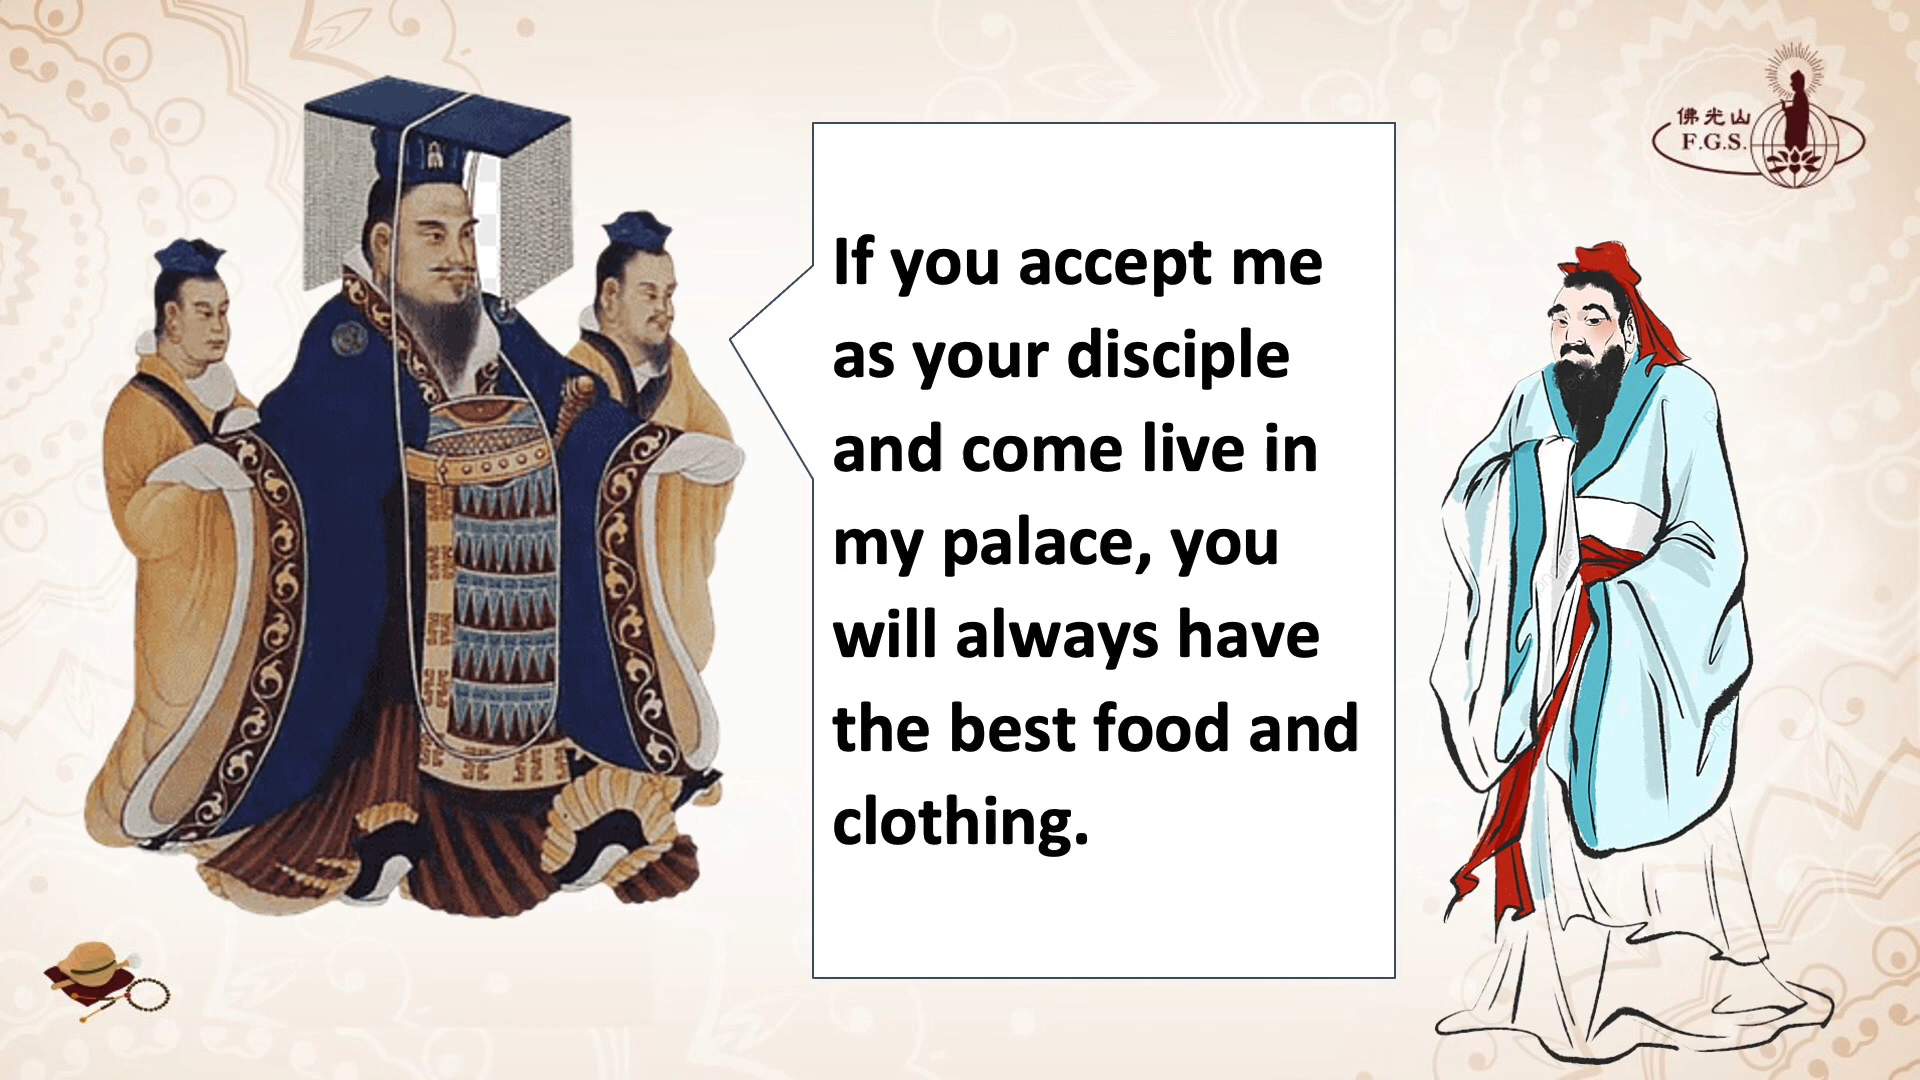 佛光山
F.G.S.
If you accept me
as your disciple
and come live in
my palace, you
will always have
the best food and
clothing.